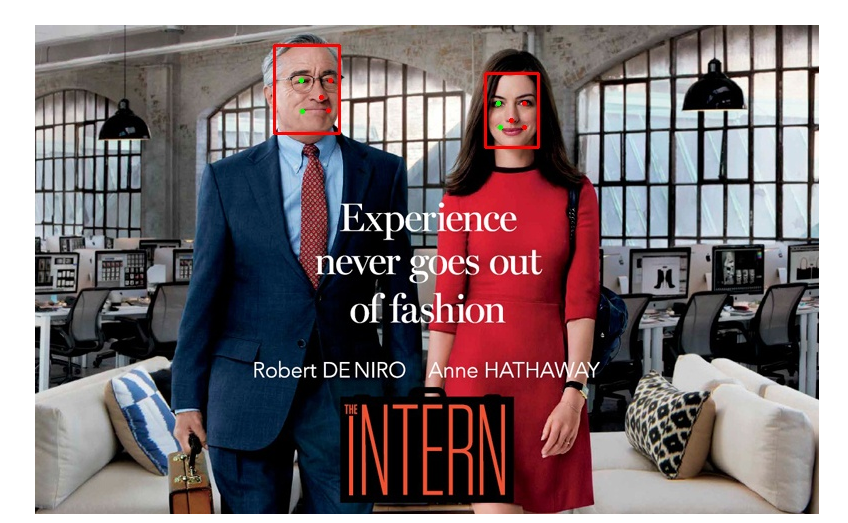 Experience
never goes out
of fashion
Robert DE NIRO Anne HATHAWAY
THE
INTERN